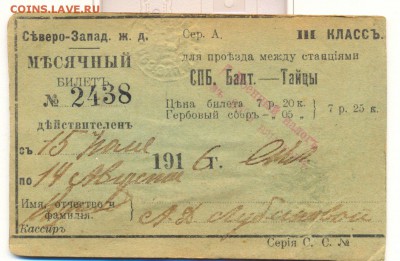 COINS.LAVE.RU
Сѣверо-Запад. ж. д. Сер. А. III КЛАССЪ.
МѢСЯЧНЫЙ для проѣзда между станціями
БИЛЕТЪ СПБ. Балт.—Тайцы
№ 2438 Цѣна билета 7 р. 20 к.
Гербовый сборъ - „ 05 „ 7 р. 25 к.
дѣйствителенъ
съ 15 Іюля 1916 г.
по 14 Августа
Имя, отчество и
фамилія. А. Д.
Кассиръ
Серія С. С. №